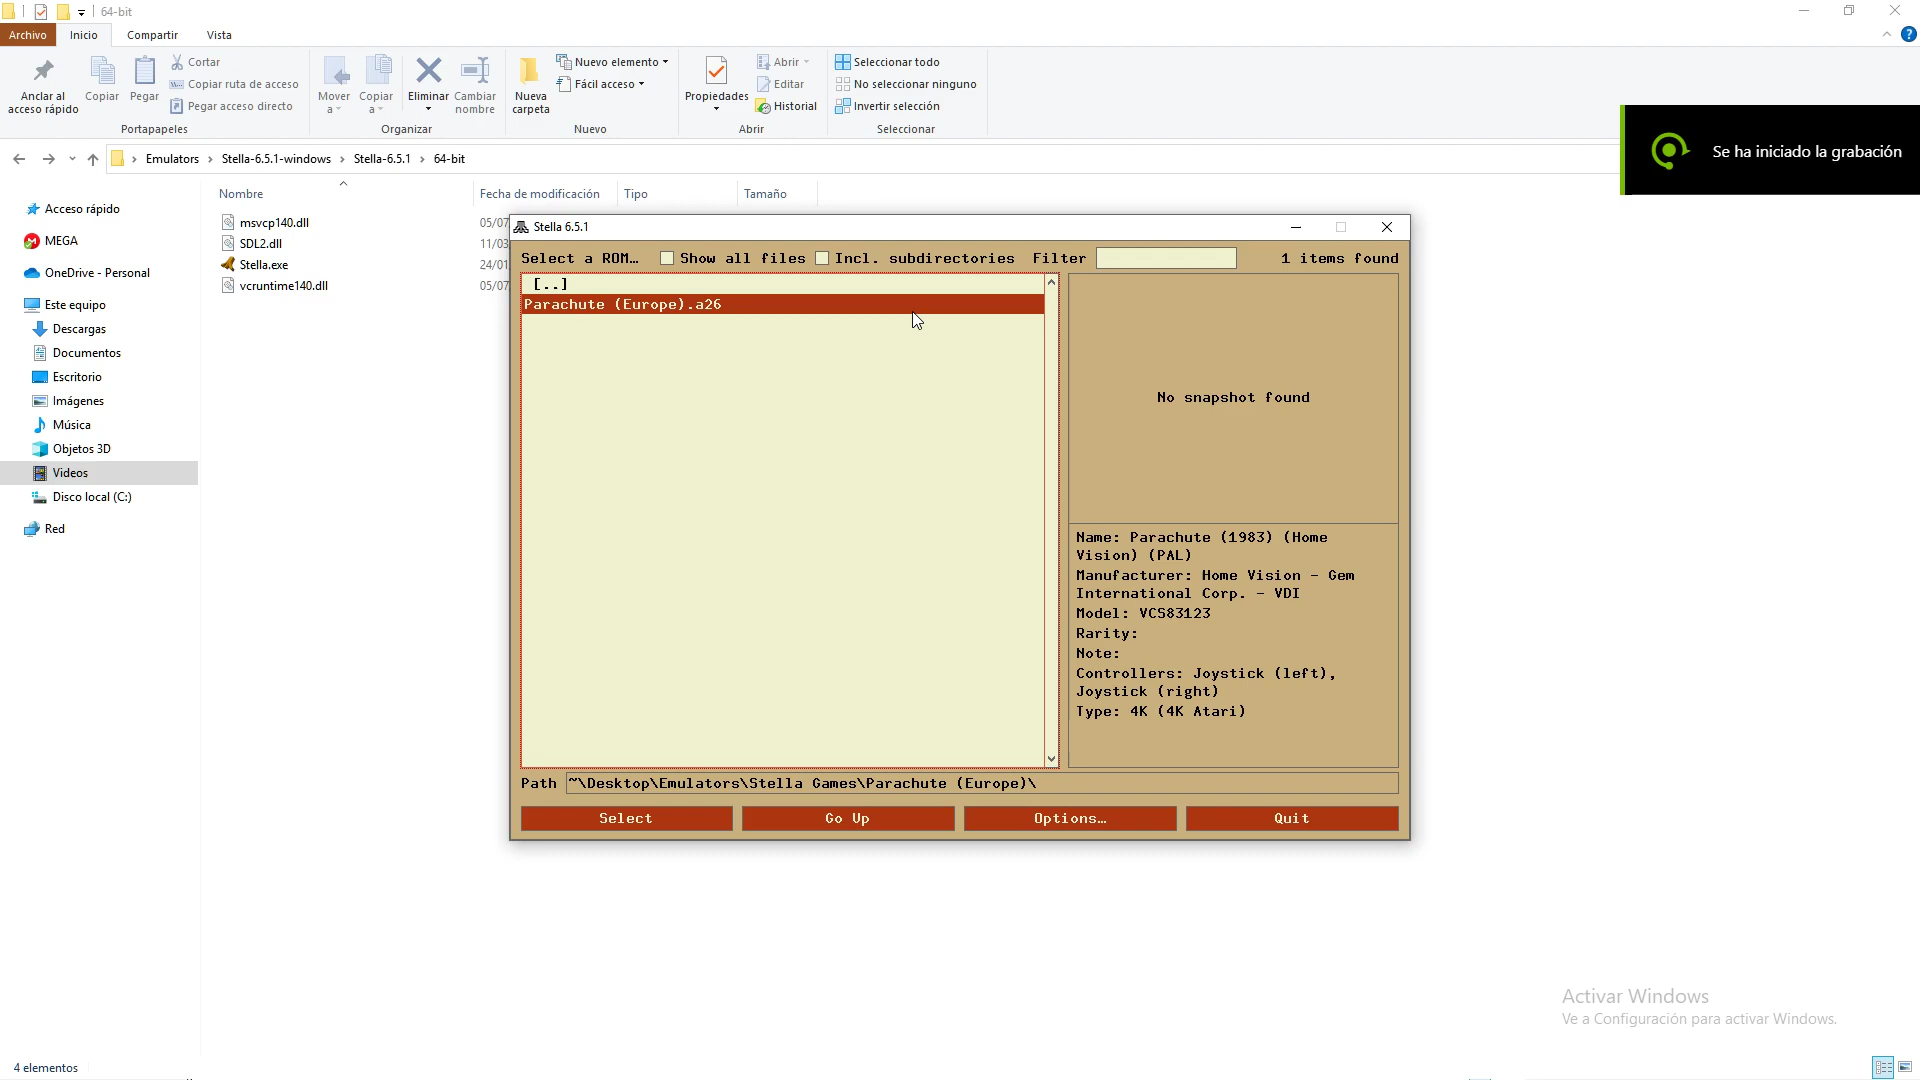 64-bit
Archivo Inicio Compartir Vista
Anclar al acceso rápido
Copiar
Pegar
Cortar
Copiar ruta de acceso
Pegar acceso directo
Portapapeles
Mover a
Copiar a
Eliminar
Cambiar nombre
Organizar
Nueva carpeta
Nuevo elemento
Fácil acceso
Nuevo
Propiedades
Abrir
Editar
Historial
Abrir
Seleccionar todo
No seleccionar ninguno
Invertir selección
Seleccionar
Se ha iniciado la grabación
Emulators › Stella-6.5.1-windows › Stella-6.5.1 › 64-bit
Nombre Fecha de modificación Tipo Tamaño
Acceso rápido
MEGA
OneDrive - Personal
Este equipo
Descargas
Documentos
Escritorio
Imágenes
Música
Objetos 3D
Videos
Disco local (C:)
Red
msvcp140.dll 05/07
SDL2.dll 11/03
Stella.exe 24/01
vcruntime140.dll 05/07
Stella 6.5.1
Select a ROM… Show all files Incl. subdirectories Filter 1 items found
[..]
Parachute (Europe).a26
No snapshot found
Name: Parachute (1983) (Home
Vision) (PAL)
Manufacturer: Home Vision - Gem
International Corp. - VDI
Model: VCS83123
Rarity:
Note:
Controllers: Joystick (left),
Joystick (right)
Type: 4K (4K Atari)
Path ~\Desktop\Emulators\Stella Games\Parachute (Europe)\
Select Go Up Options… Quit
Activar Windows
Ve a Configuración para activar Windows.
4 elementos